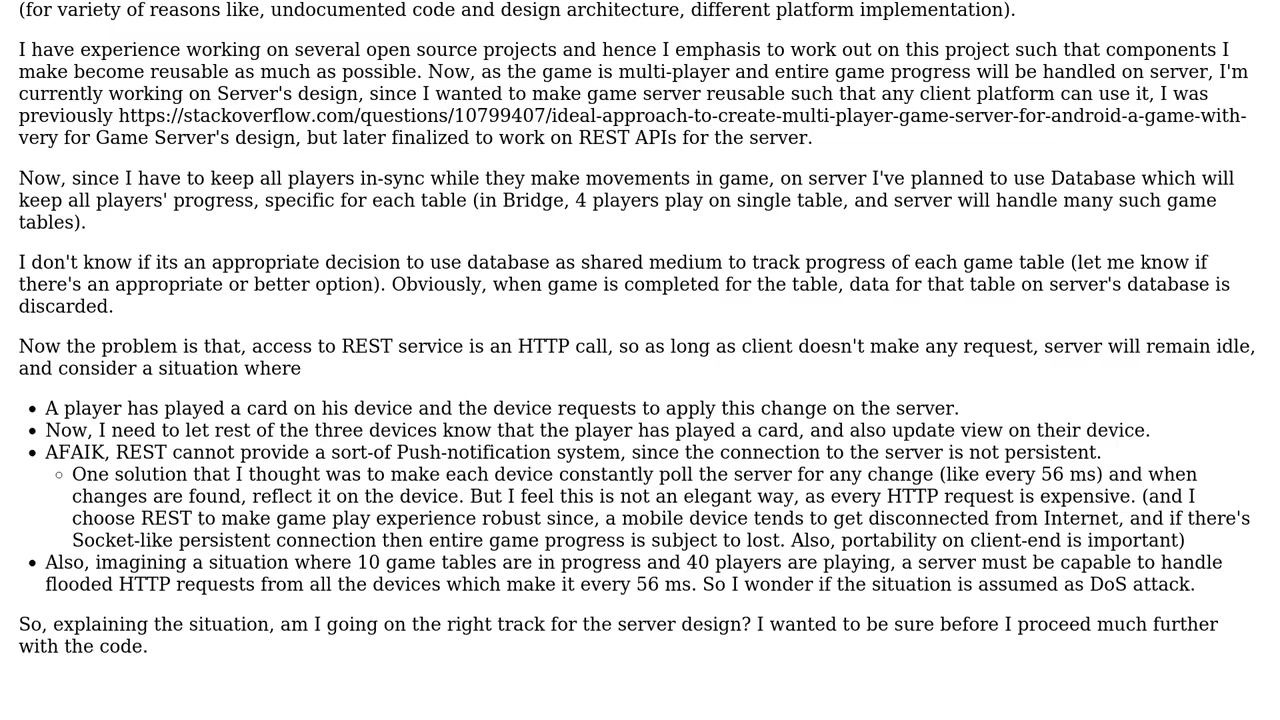 (for variety of reasons like, undocumented code and design architecture, different platform implementation).
I have experience working on several open source projects and hence I emphasis to work out on this project such that components I
make become reusable as much as possible. Now, as the game is multi-player and entire game progress will be handled on server, I'm
currently working on Server's design, since I wanted to make game server reusable such that any client platform can use it, I was
previously https://stackoverflow.com/questions/10799407/ideal-approach-to-create-multi-player-game-server-for-android-a-game-with-
very for Game Server's design, but later finalized to work on REST APIs for the server.
Now, since I have to keep all players in-sync while they make movements in game, on server I've planned to use Database which will
keep all players' progress, specific for each table (in Bridge, 4 players play on single table, and server will handle many such game
tables).
I don't know if its an appropriate decision to use database as shared medium to track progress of each game table (let me know if
there's an appropriate or better option). Obviously, when game is completed for the table, data for that table on server's database is
discarded.
Now the problem is that, access to REST service is an HTTP call, so as long as client doesn't make any request, server will remain idle,
and consider a situation where
• A player has played a card on his device and the device requests to apply this change on the server.
• Now, I need to let rest of the three devices know that the player has played a card, and also update view on their device.
• AFAIK, REST cannot provide a sort-of Push-notification system, since the connection to the server is not persistent.
◦ One solution that I thought was to make each device constantly poll the server for any change (like every 56 ms) and when
changes are found, reflect it on the device. But I feel this is not an elegant way, as every HTTP request is expensive. (and I
choose REST to make game play experience robust since, a mobile device tends to get disconnected from Internet, and if there's
Socket-like persistent connection then entire game progress is subject to lost. Also, portability on client-end is important)
• Also, imagining a situation where 10 game tables are in progress and 40 players are playing, a server must be capable to handle
flooded HTTP requests from all the devices which make it every 56 ms. So I wonder if the situation is assumed as DoS attack.
So, explaining the situation, am I going on the right track for the server design? I wanted to be sure before I proceed much further
with the code.